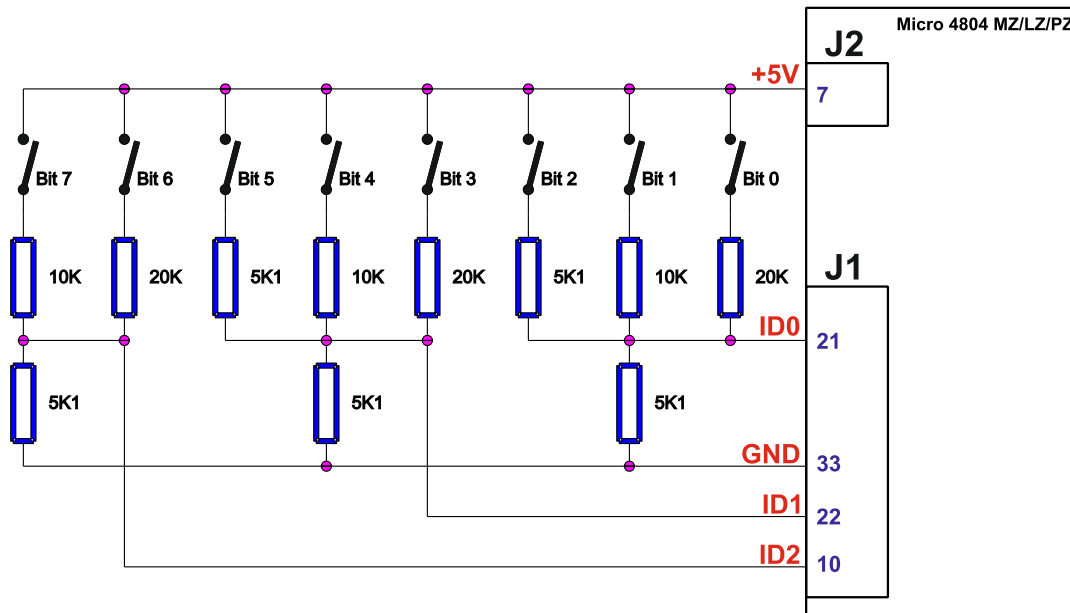 Micro 4804 MZ/LZ/PZ
J2
+5V
7
Bit 7 Bit 6 Bit 5 Bit 4 Bit 3 Bit 2 Bit 1 Bit 0
10K 20K 5K1 10K 20K 5K1 10K 20K
J1
ID0
21
5K1 5K1 5K1
GND 33
ID1 22
ID2 10